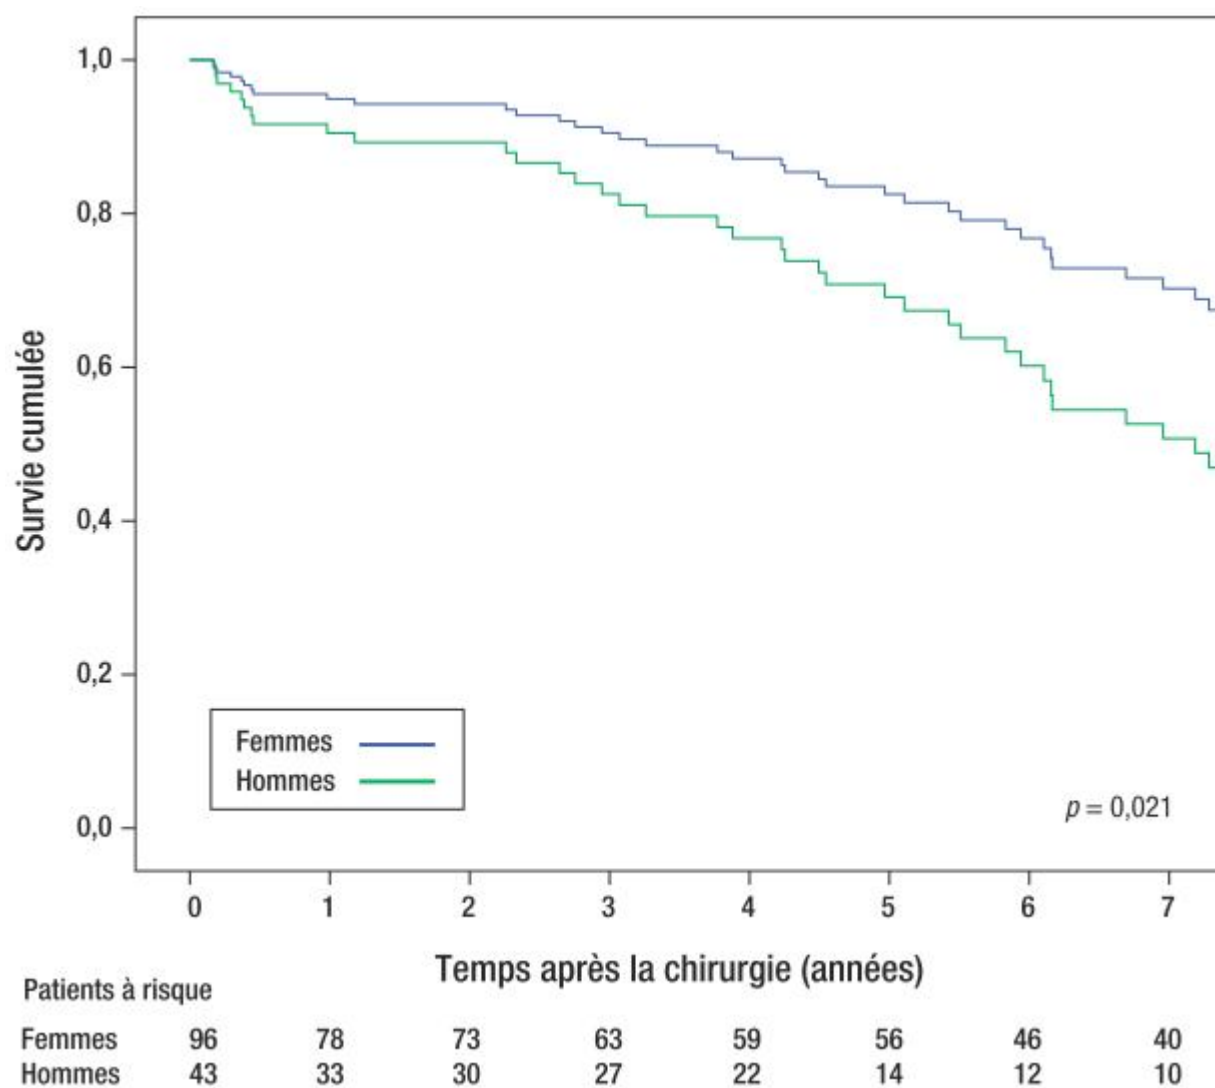 1,0
0,8
0,6
0,4
0,2
0,0
Survie cumulée
Femmes
Hommes
p = 0,021
0 1 2 3 4 5 6 7
Temps après la chirurgie (années)
Patients à risque
Femmes 96 78 73 63 59 56 46 40
Hommes 43 33 30 27 22 14 12 10